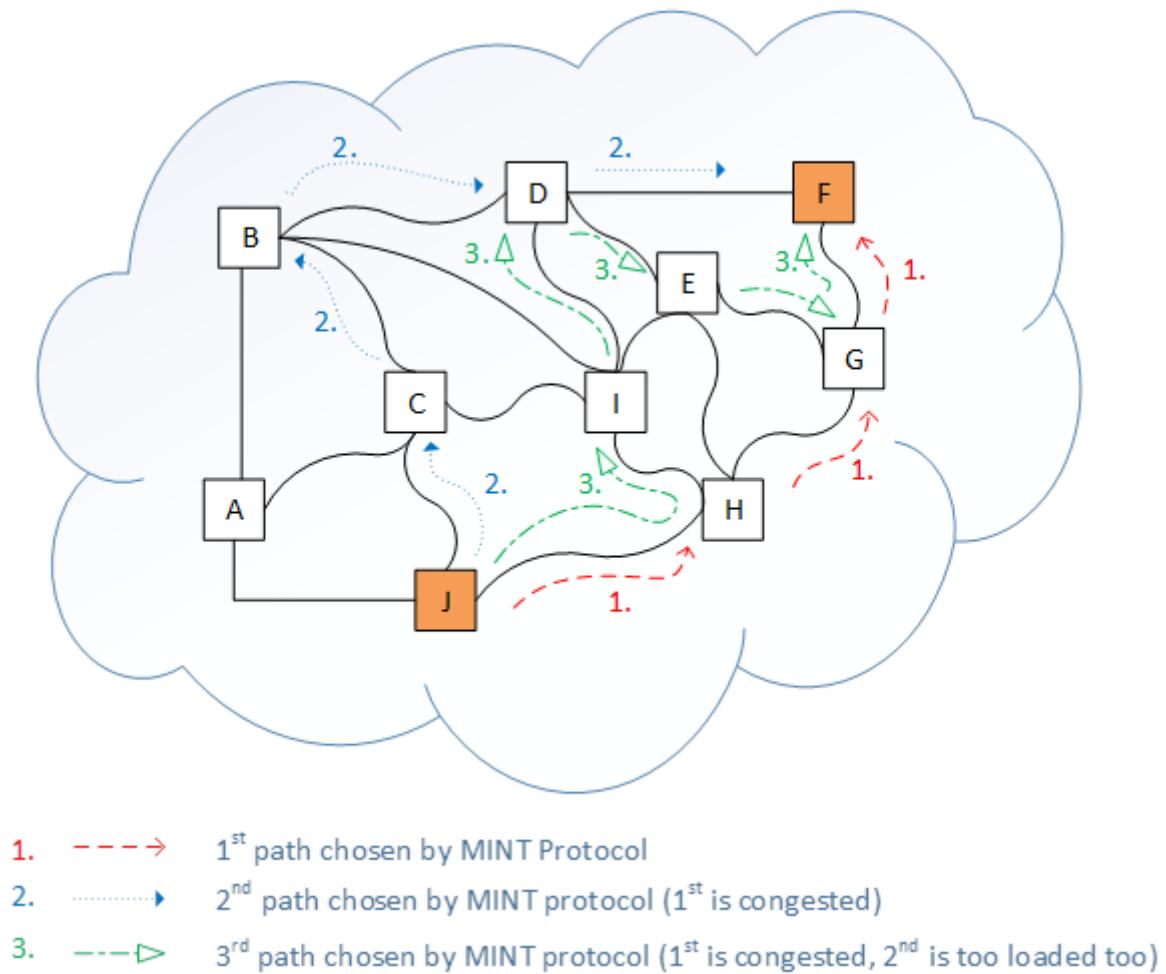 2.
2.
D
F
B
3.
3.
3.
1.
E
2.
G
C
I
1.
2.
3.
A
H
J
1.
1. 1st path chosen by MINT Protocol
2. 2nd path chosen by MINT protocol (1st is congested)
3. 3rd path chosen by MINT protocol (1st is congested, 2nd is too loaded too)